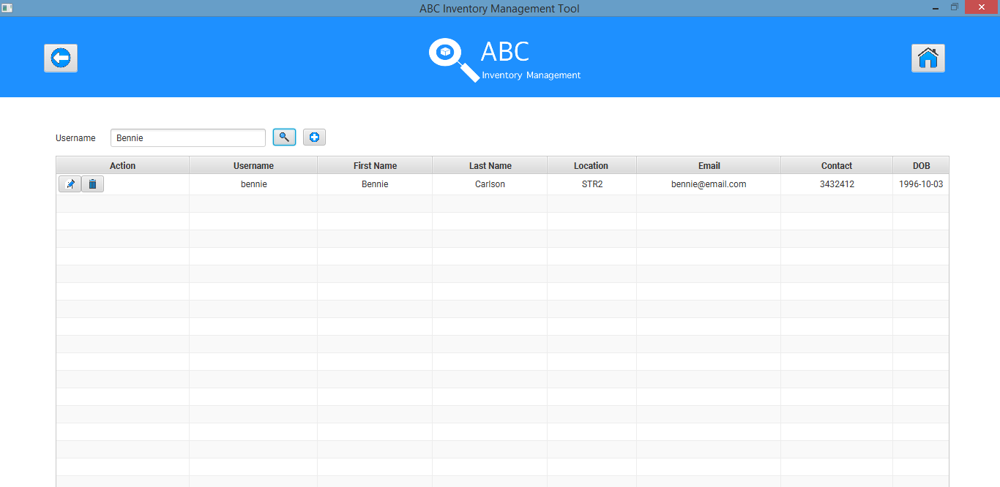 ABC Inventory Management Tool
ABC
Inventory Management
Username Bennie
Action Username First Name Last Name Location Email Contact DOB
bennie Bennie Carlson STR2 bennie@email.com 3432412 1996-10-03